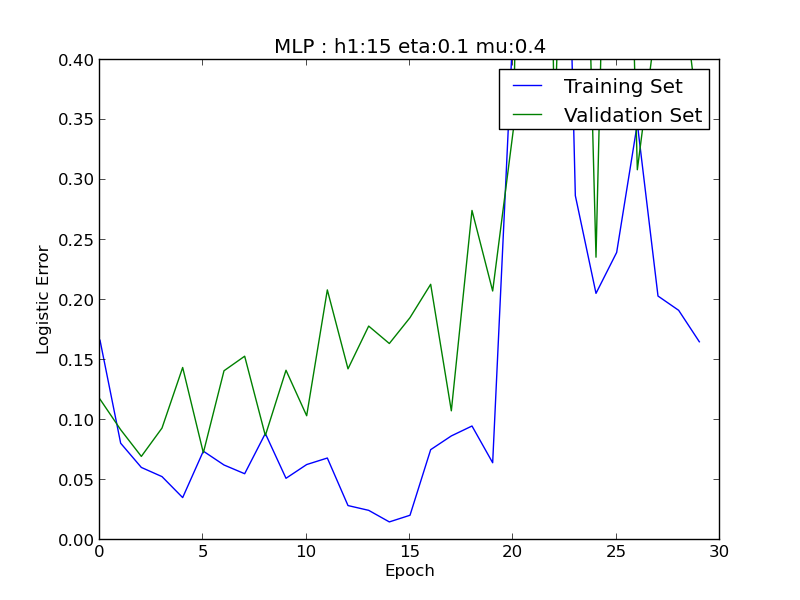 MLP : h1:15 eta:0.1 mu:0.4
0.40
0.35
0.30
0.25
0.20
0.15
0.10
0.05
0.00
Logistic Error
Training Set
Validation Set
0 5 10 15 20 25 30
Epoch